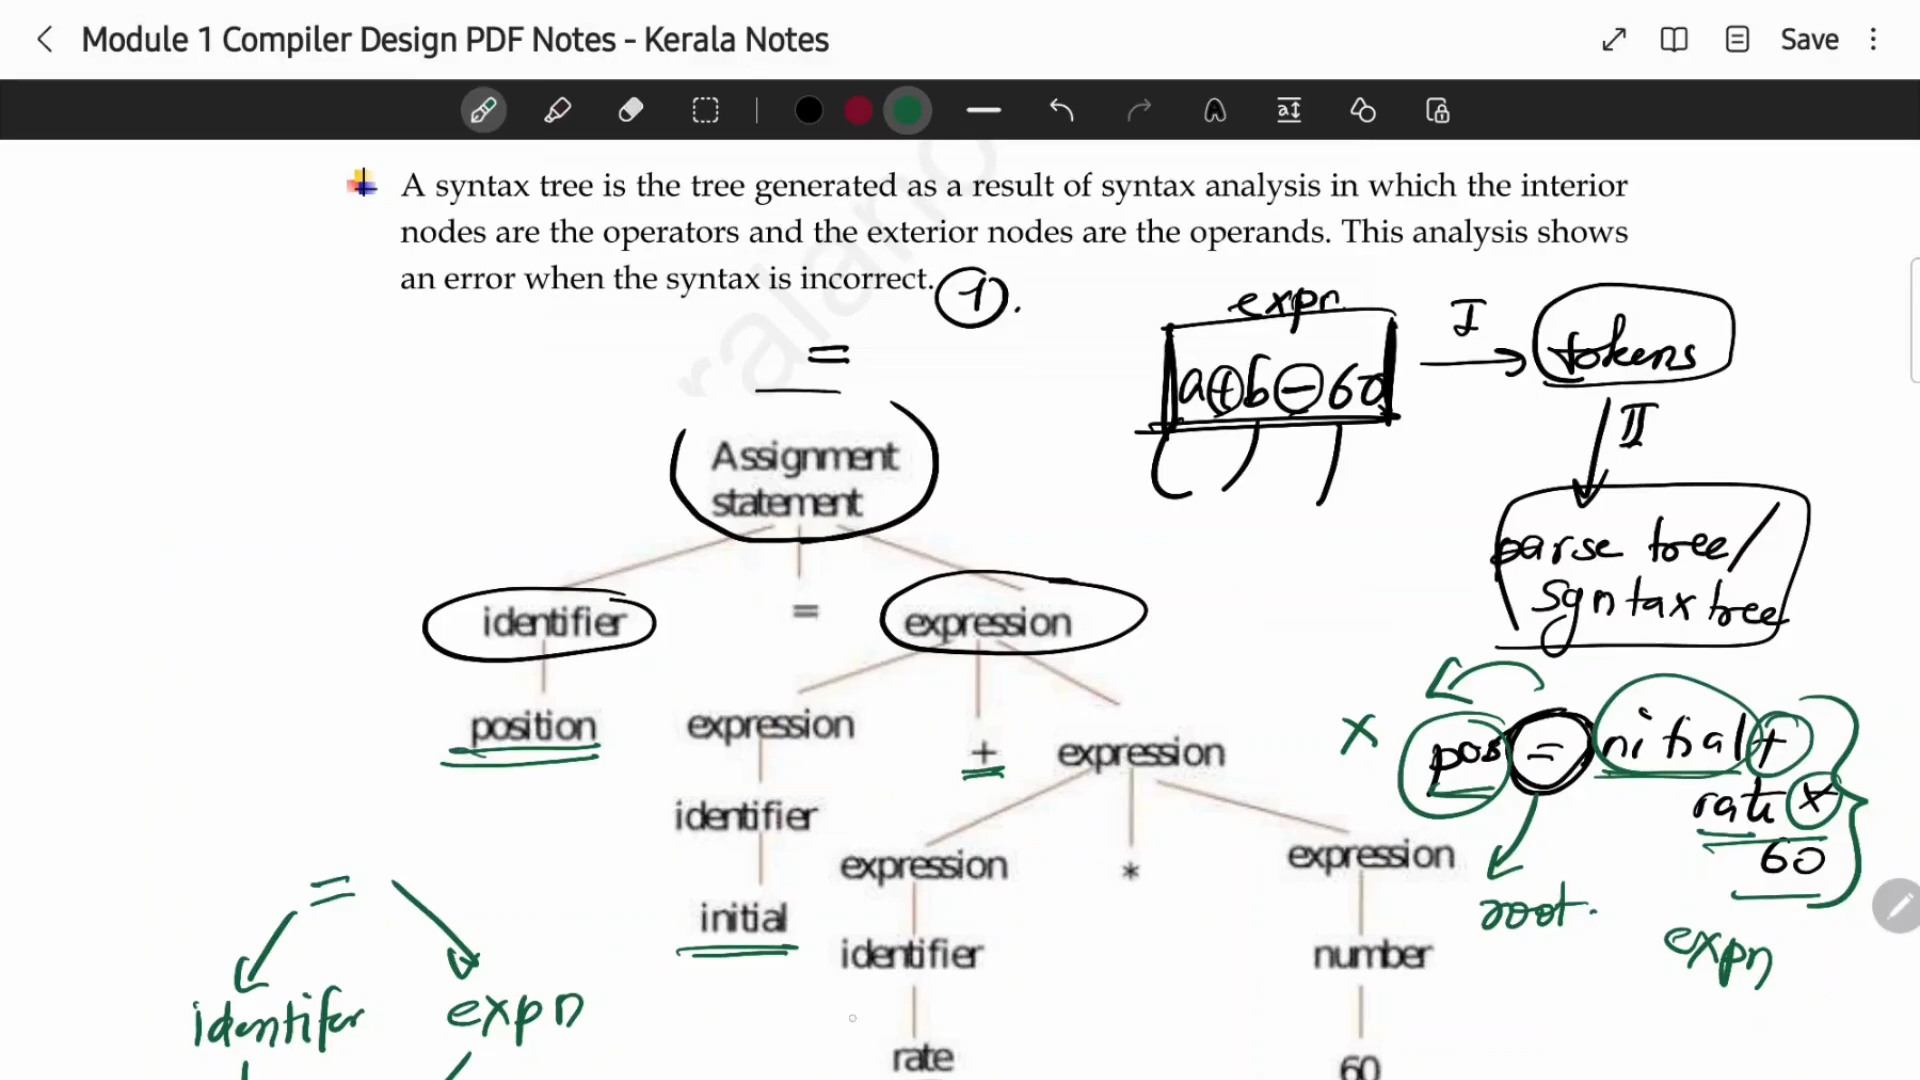 Module 1 Compiler Design PDF Notes - Kerala Notes
Save
A syntax tree is the tree generated as a result of syntax analysis in which the interior
nodes are the operators and the exterior nodes are the operands. This analysis shows
an error when the syntax is incorrect.
1.
expn
a+b-60
I
tokens
II
parse tree/
syntax tree
=
Assignment
statement
identifier = expression
position
expression + expression
identifier
initial
expression * expression
identifier
number
rate
60
x pos = nitial +
rate *
60
root.
expn
=
identifer
expn